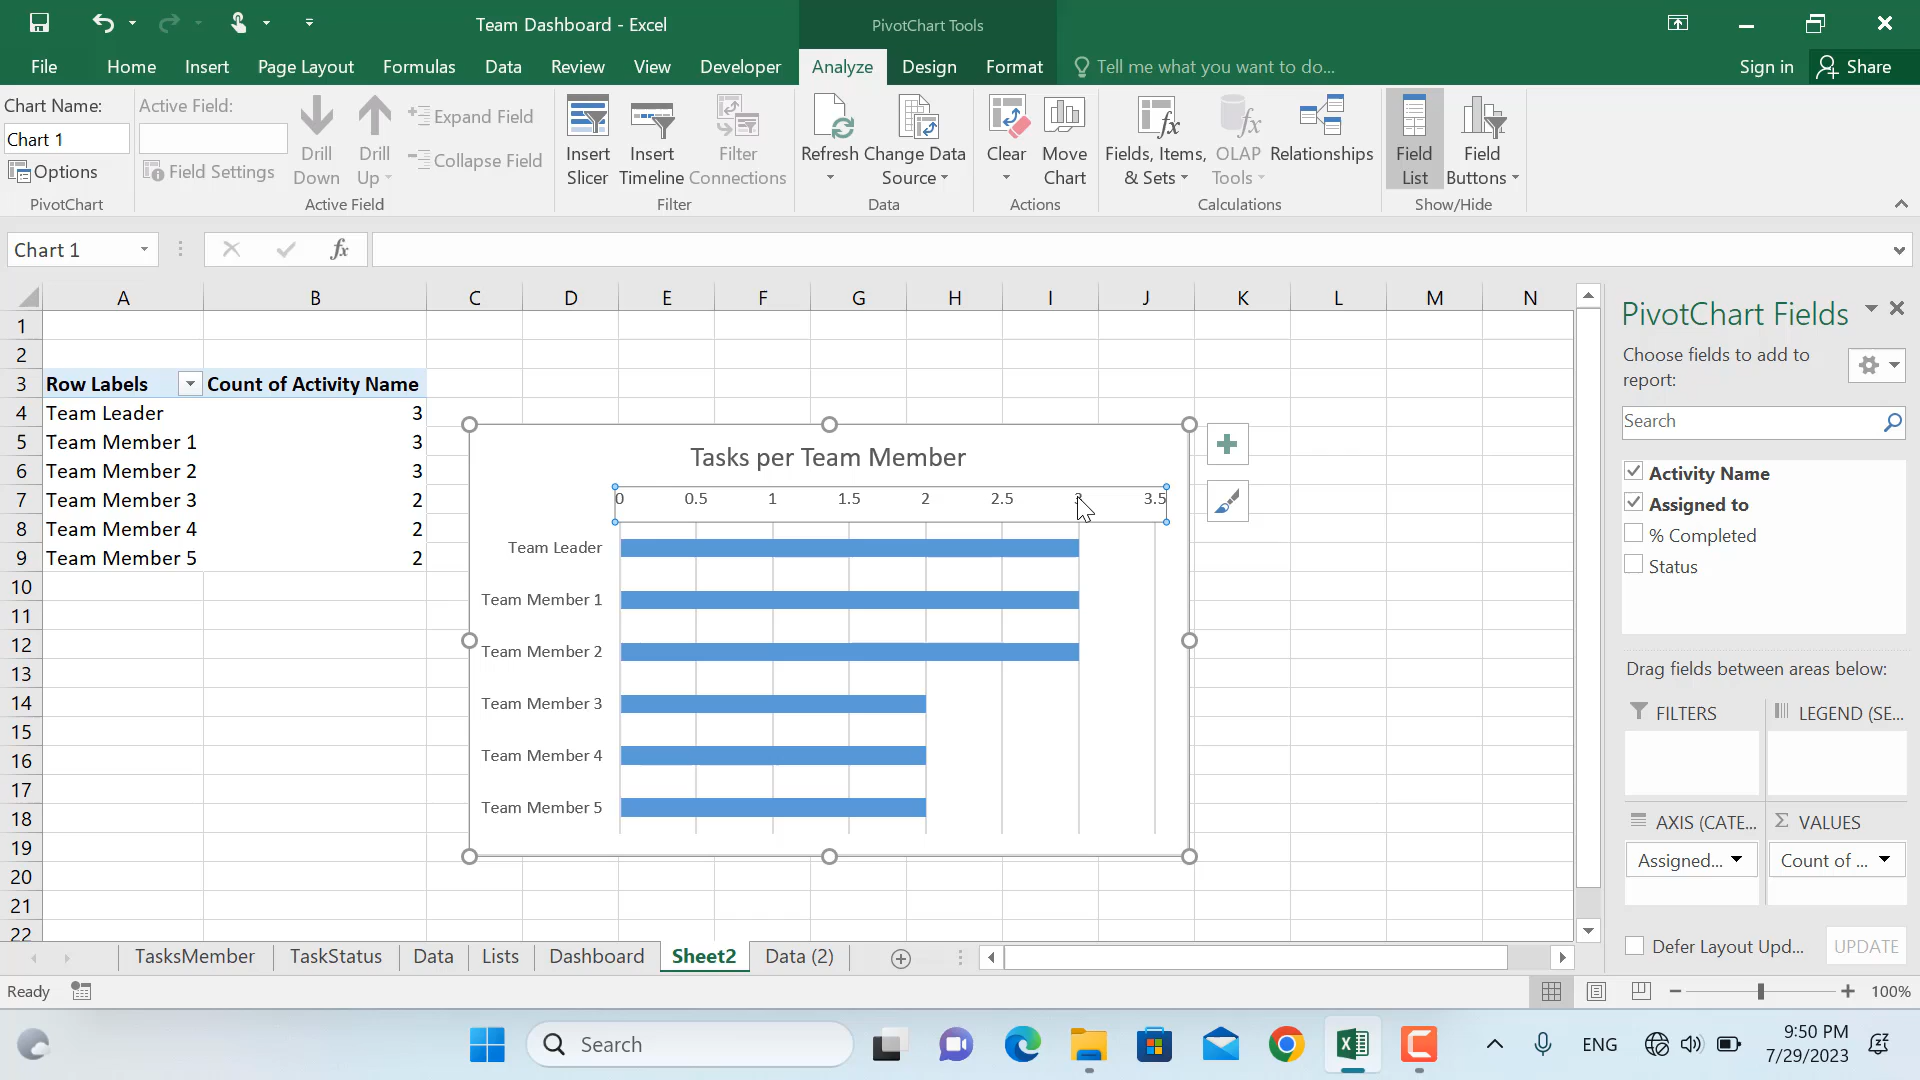 Team Dashboard - Excel
PivotChart Tools
File Home Insert Page Layout Formulas Data Review View Developer Analyze Design Format Tell me what you want to do... Sign in Share
Chart Name:
Chart 1
Options
PivotChart
Active Field:
Field Settings
Drill Down
Drill Up
Expand Field
Collapse Field
Active Field
Insert Slicer
Insert Timeline
Filter Connections
Filter
Refresh
Change Data Source
Data
Clear
Move Chart
Actions
Fields, Items, & Sets
OLAP Tools
Relationships
Calculations
Field List
Field Buttons
Show/Hide
Chart 1
fx
A B C D E F G H I J K L M N
1
2
3 Row Labels Count of Activity Name
4 Team Leader 3
5 Team Member 1 3
6 Team Member 2 3
7 Team Member 3 2
8 Team Member 4 2
9 Team Member 5 2
10
11
12
13
14
15
16
17
18
19
20
21
22
Tasks per Team Member
0 0.5 1 1.5 2 2.5 3 3.5
Team Leader
Team Member 1
Team Member 2
Team Member 3
Team Member 4
Team Member 5
PivotChart Fields
Choose fields to add to
report:
Search
Activity Name
Assigned to
% Completed
Status
Drag fields between areas below:
FILTERS
LEGEND (SE...
AXIS (CATE...
Σ VALUES
Assigned...
Count of ...
Defer Layout Upd...
UPDATE
TasksMember TaskStatus Data Lists Dashboard Sheet2 Data (2)
Ready
100%
Search
ENG
9:50 PM
7/29/2023